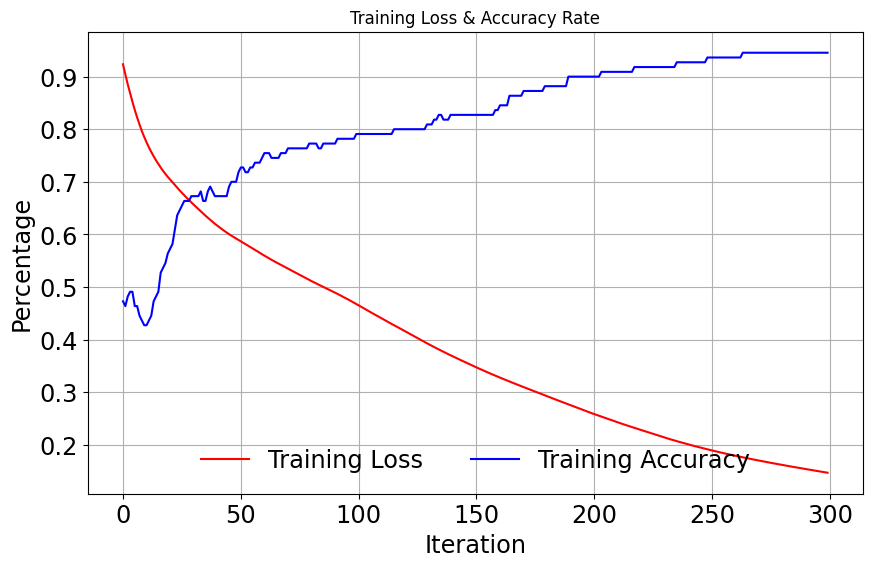 Training Loss & Accuracy Rate
Percentage
0.9
0.8
0.7
0.6
0.5
0.4
0.3
0.2
Training Loss Training Accuracy
0 50 100 150 200 250 300
Iteration